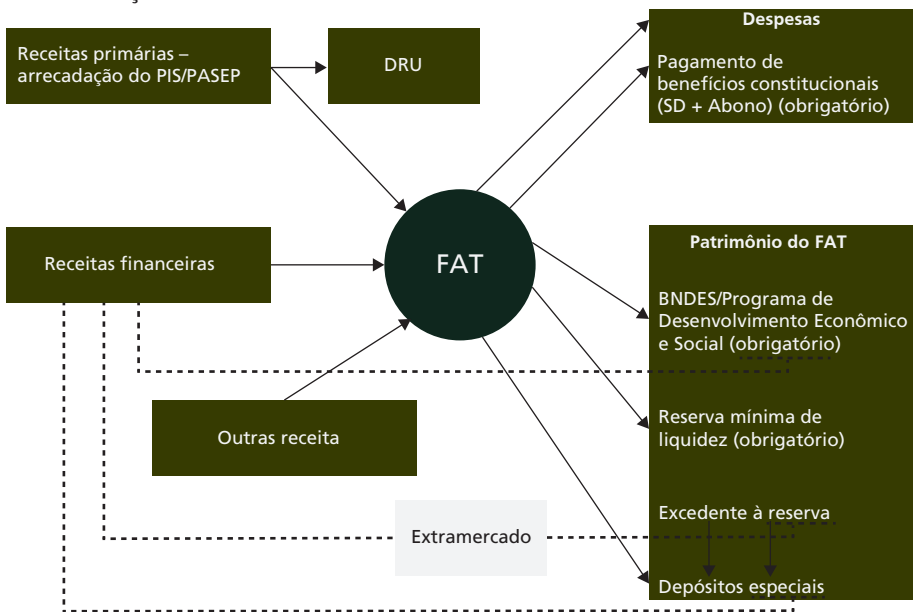 Receitas primárias –
arrecadação do PIS/PASEP
DRU
Despesas
Pagamento de
benefícios constitucionais
(SD + Abono) (obrigatório)
Receitas financeiras
FAT
Patrimônio do FAT
BNDES/Programa de
Desenvolvimento Econômico
e Social (obrigatório)
Outras receita
Reserva mínima de
liquidez (obrigatório)
Excedente à reserva
Extramercado
Depósitos especiais